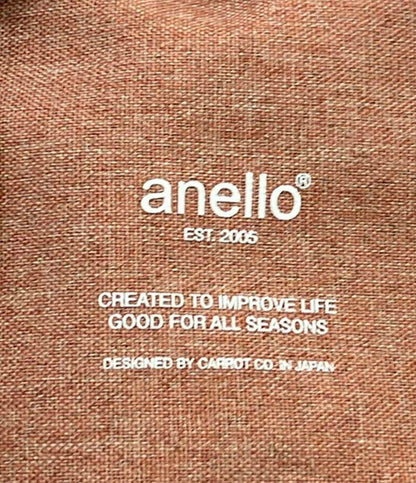 anello®
EST. 2005
CREATED TO IMPROVE LIFE
GOOD FOR ALL SEASONS
DESIGNED BY CARROT CO. IN JAPAN